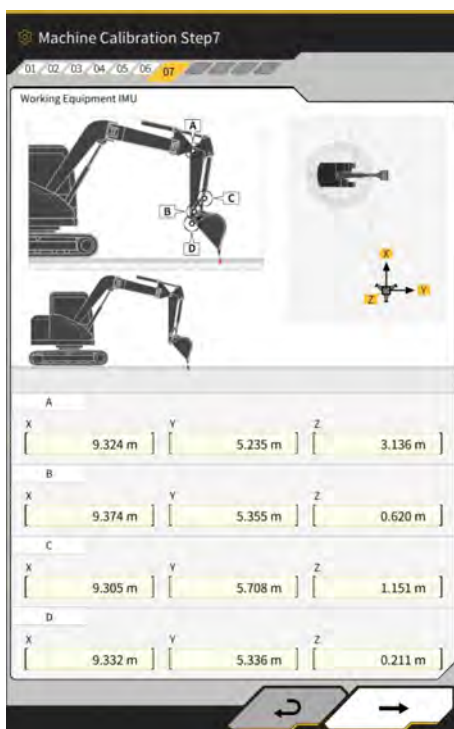 Machine Calibration Step7
01 02 03 04 05 06 07
Working Equipment IMU
A
C
B
D
X
Z Y
A
X Y Z
[ 9.324 m ] [ 5.235 m ] [ 3.136 m ]
B
X Y Z
[ 9.374 m ] [ 5.355 m ] [ 0.620 m ]
C
X Y Z
[ 9.305 m ] [ 5.708 m ] [ 1.151 m ]
D
X Y Z
[ 9.332 m ] [ 5.336 m ] [ 0.211 m ]